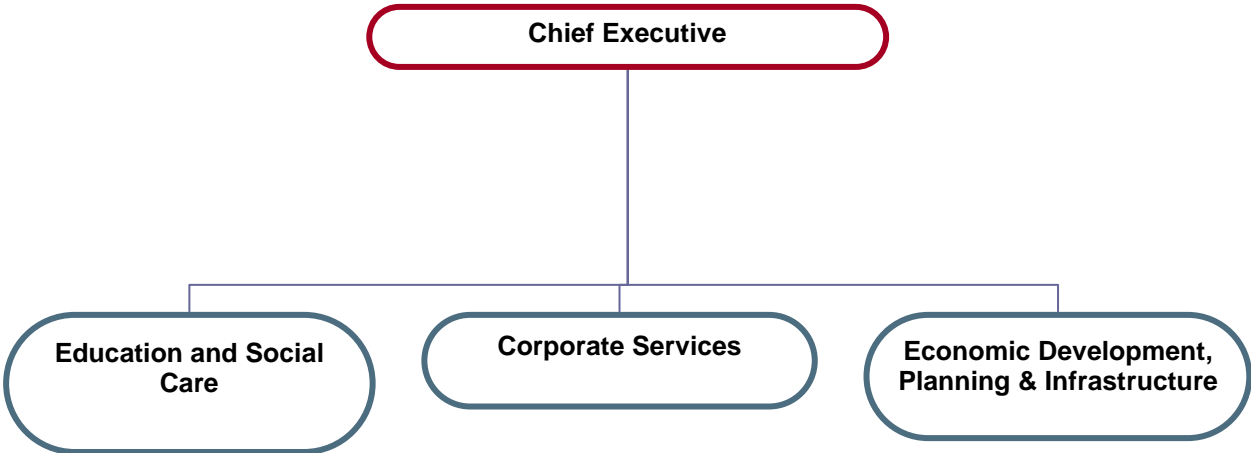 Chief Executive
Education and Social
Care
Corporate Services
Economic Development,
Planning & Infrastructure